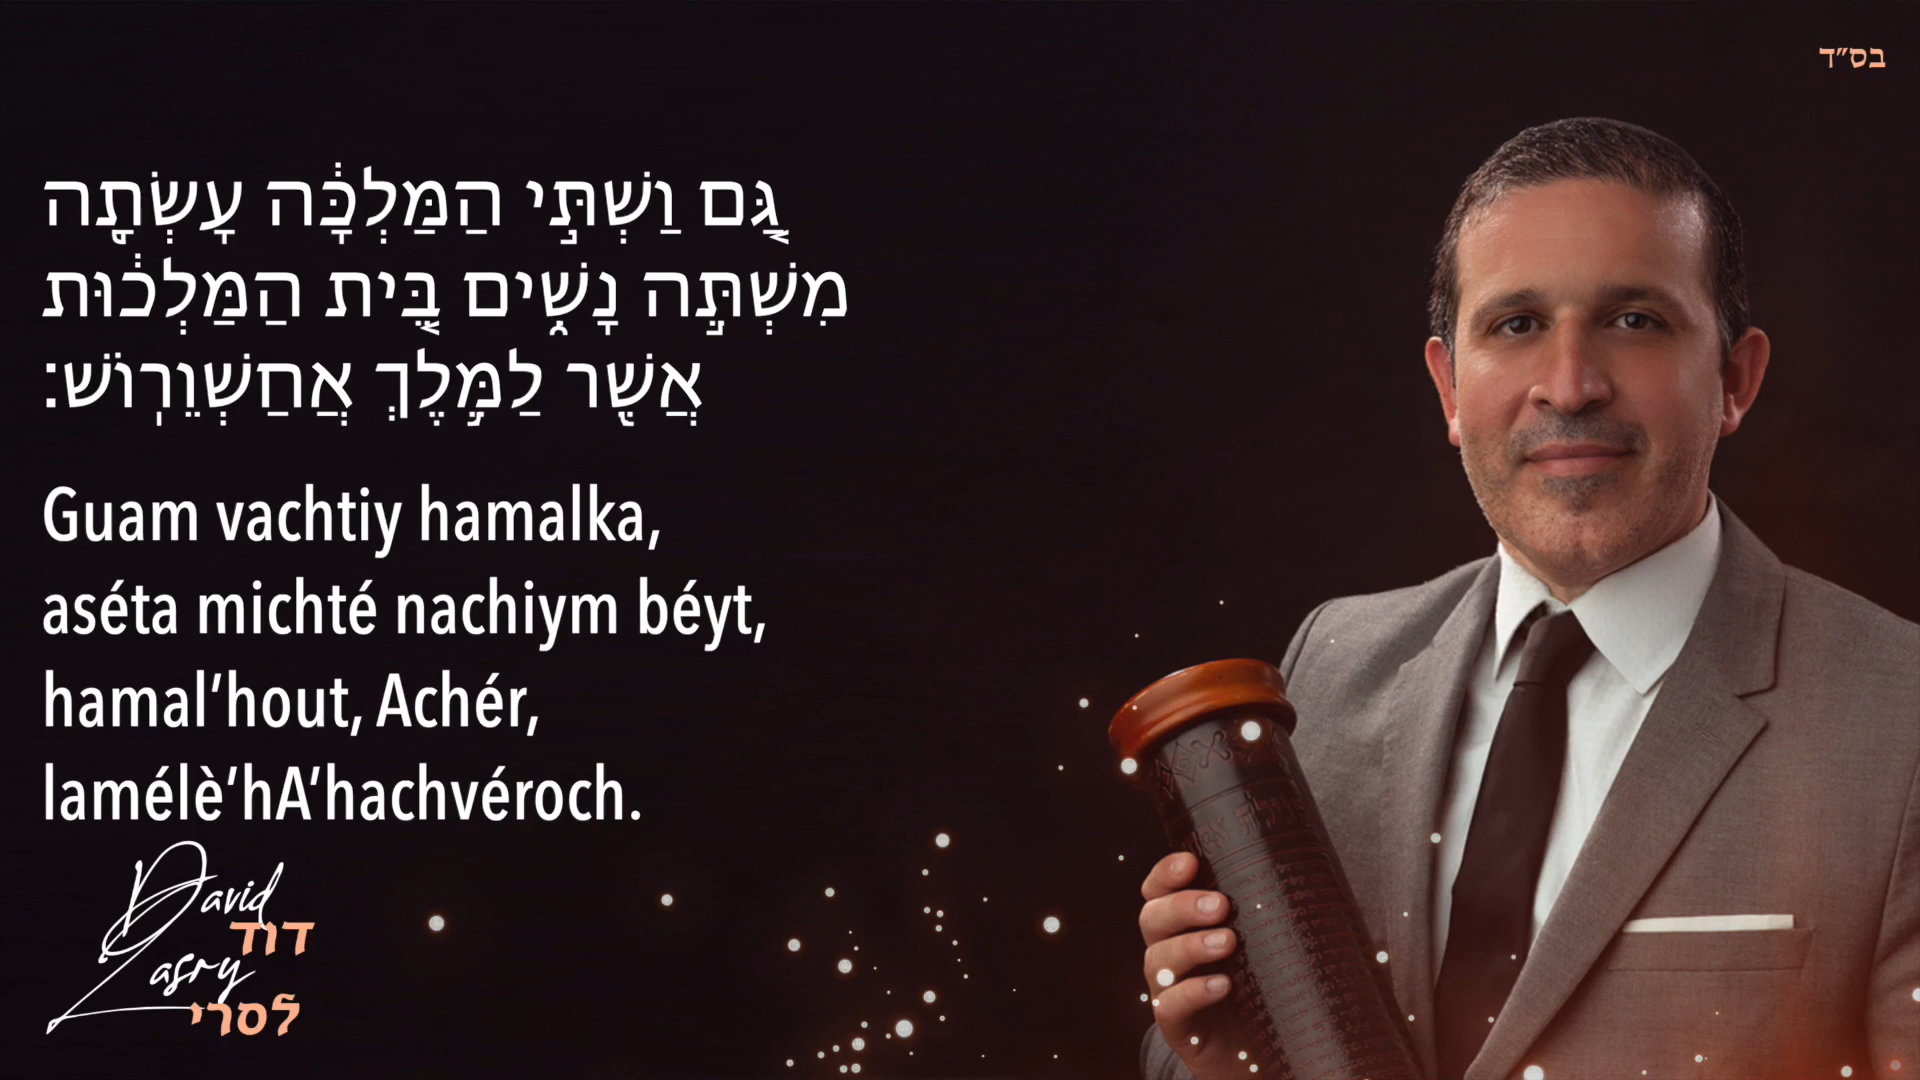 בס״ד
גַּ֚ם וַשְׁתִּ֣י הַמַּלְכָּ֔ה עָשְׂתָ֖ה
מִשְׁתֵּ֣ה נָשִׁ֑ים בֵּ֚ית הַמַּלְכ֔וּת
אֲשֶׁ֖ר לַמֶּ֥לֶךְ אֲחַשְׁוֵרֽוֹשׁ׃
Guam vachtiy hamalka,
aséta michté nachiym béyt,
hamal’hout, Achér,
lamélè’hA’hachvéroch.
David
דוד
Lasry
לסרי